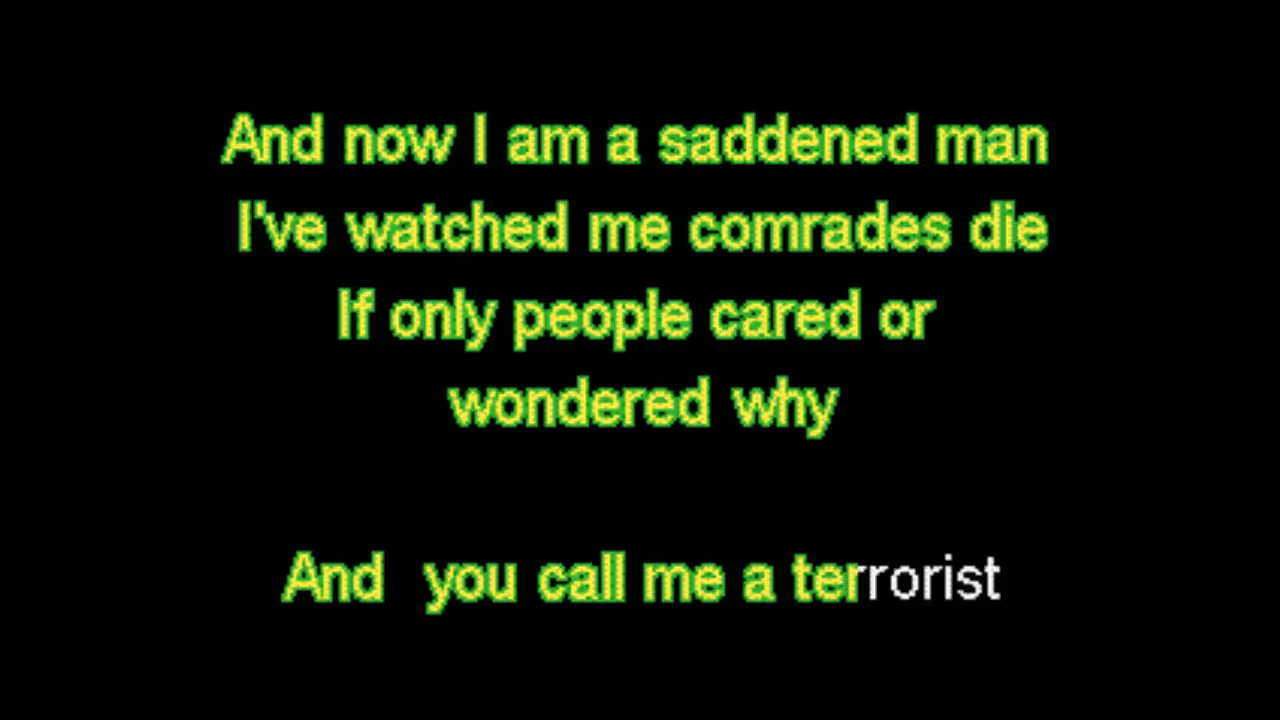 And now I am a saddened man
I've watched me comrades die
If only people cared or
wondered why
And you call me a terrorist